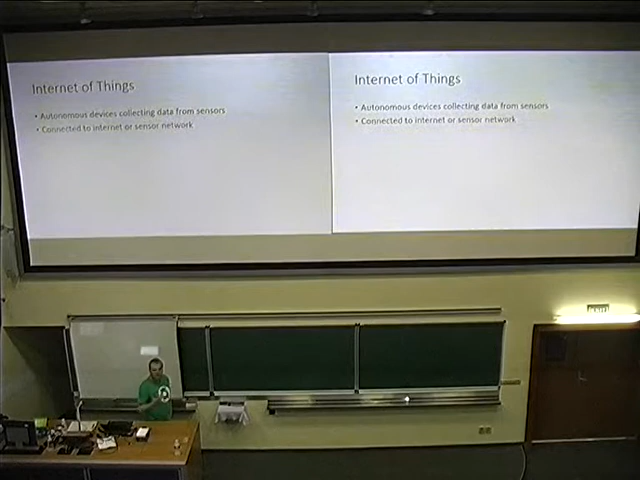 Internet of Things
• Autonomous devices collecting data from sensors
• Connected to internet or sensor network
Internet of Things
• Autonomous devices collecting data from sensors
• Connected to internet or sensor network